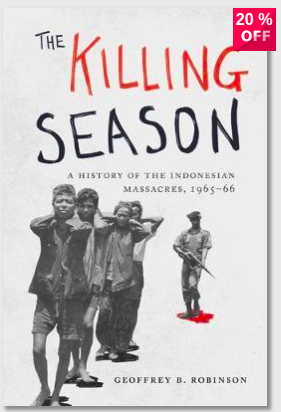 20 %
OFF
THE
KILLING
SEASON
A HISTORY OF THE INDONESIAN
MASSACRES, 1965–66
GEOFFREY B. ROBINSON